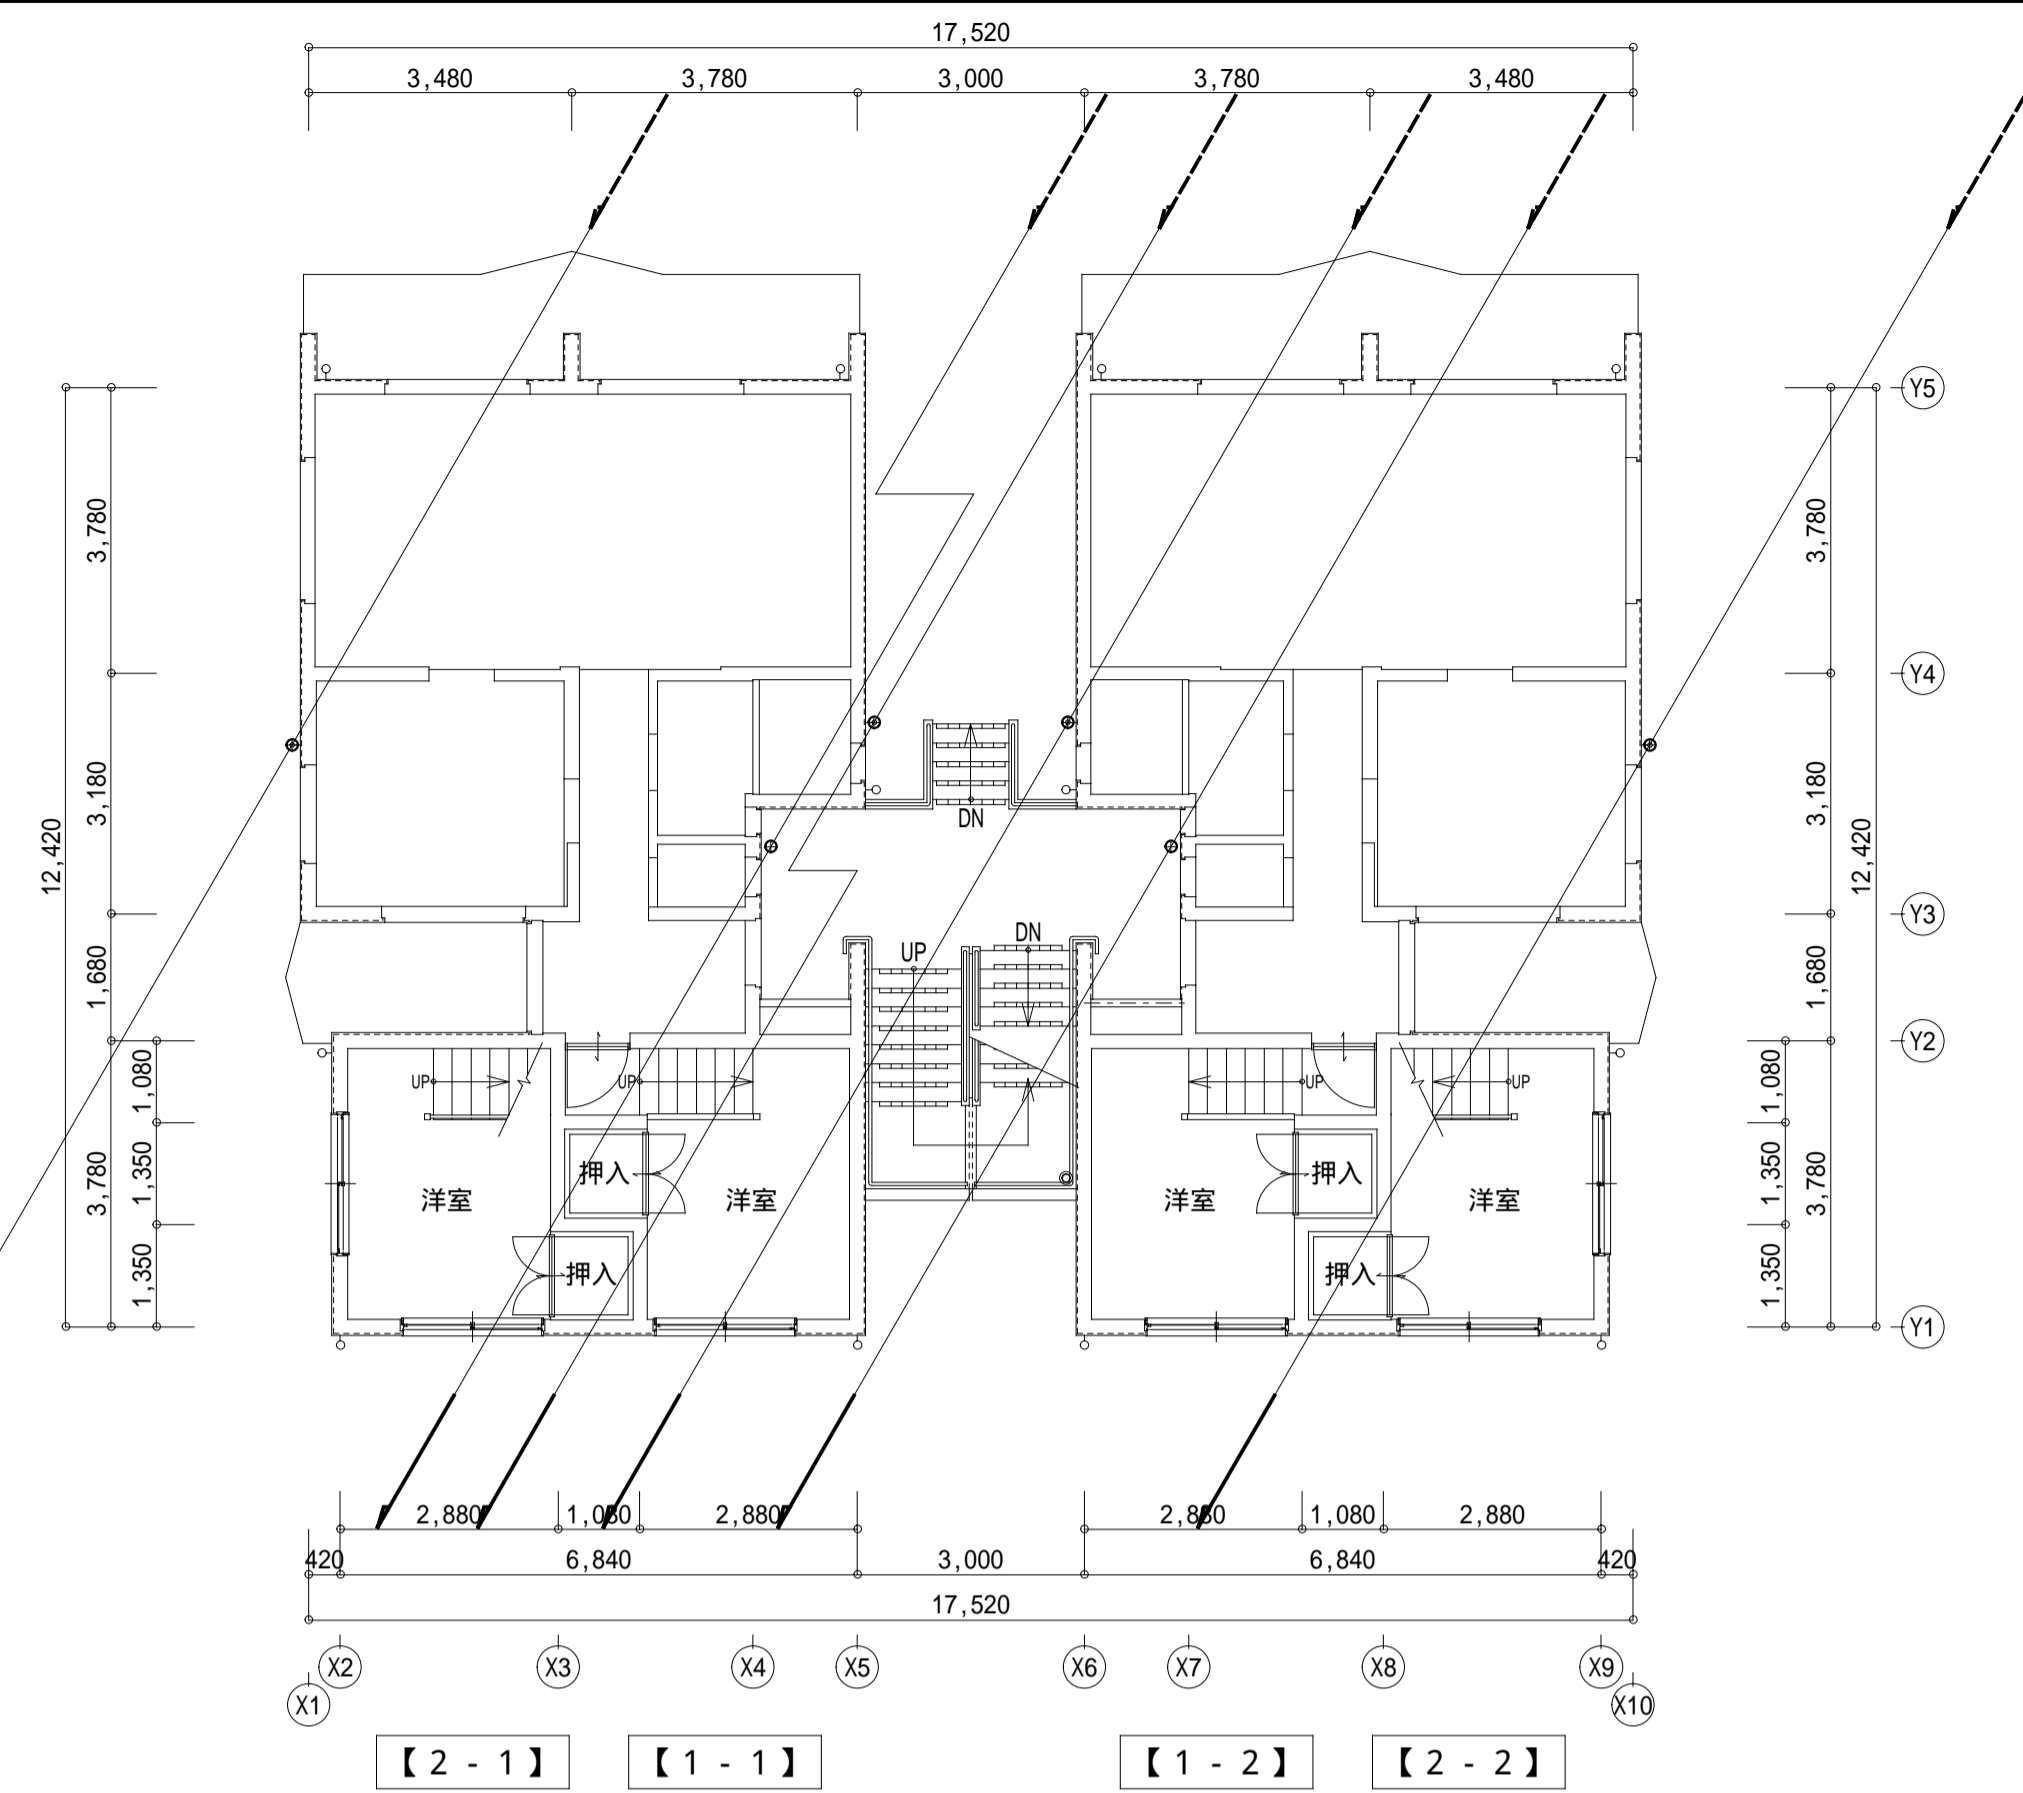 17,520
3,480 3,780 3,000 3,780 3,480
Y5
3,780 3,780
Y4
3,180 3,180
12,420 12,420
DN
Y3
UP DN
1,680 1,680
Y2
1,080 1,080
UP UP UP UP
3,780 1,350 1,350 3,780
押入 押入
洋室 洋室 洋室 洋室
押入 押入
1,350 1,350
Y1
2,880 1,080 2,880 2,880 1,080 2,880
420 6,840 3,000 6,840 420
17,520
X2 X3 X4 X5 X6 X7 X8 X9
X1 X10
【2-1】 【1-1】 【1-2】 【2-2】